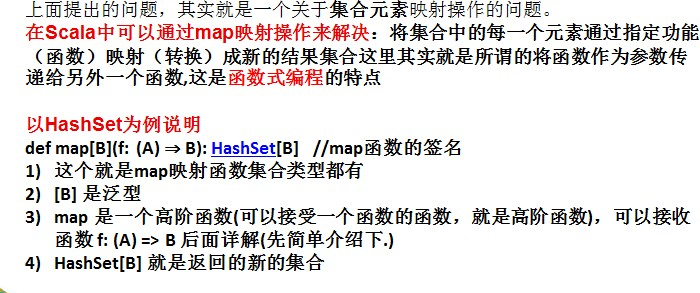 上面提出的问题，其实就是一个关于集合元素映射操作的问题。
在Scala中可以通过map映射操作来解决：将集合中的每一个元素通过指定功能
（函数）映射（转换）成新的结果集合这里其实就是所谓的将函数作为参数传
递给另外一个函数,这是函数式编程的特点
以HashSet为例说明
def map[B](f: (A) ⇒ B): HashSet[B]   //map函数的签名
1) 这个就是map映射函数集合类型都有
2) [B] 是泛型
3) map 是一个高阶函数(可以接受一个函数的函数，就是高阶函数)，可以接收
函数 f: (A) => B 后面详解(先简单介绍下.)
4) HashSet[B] 就是返回的新的集合